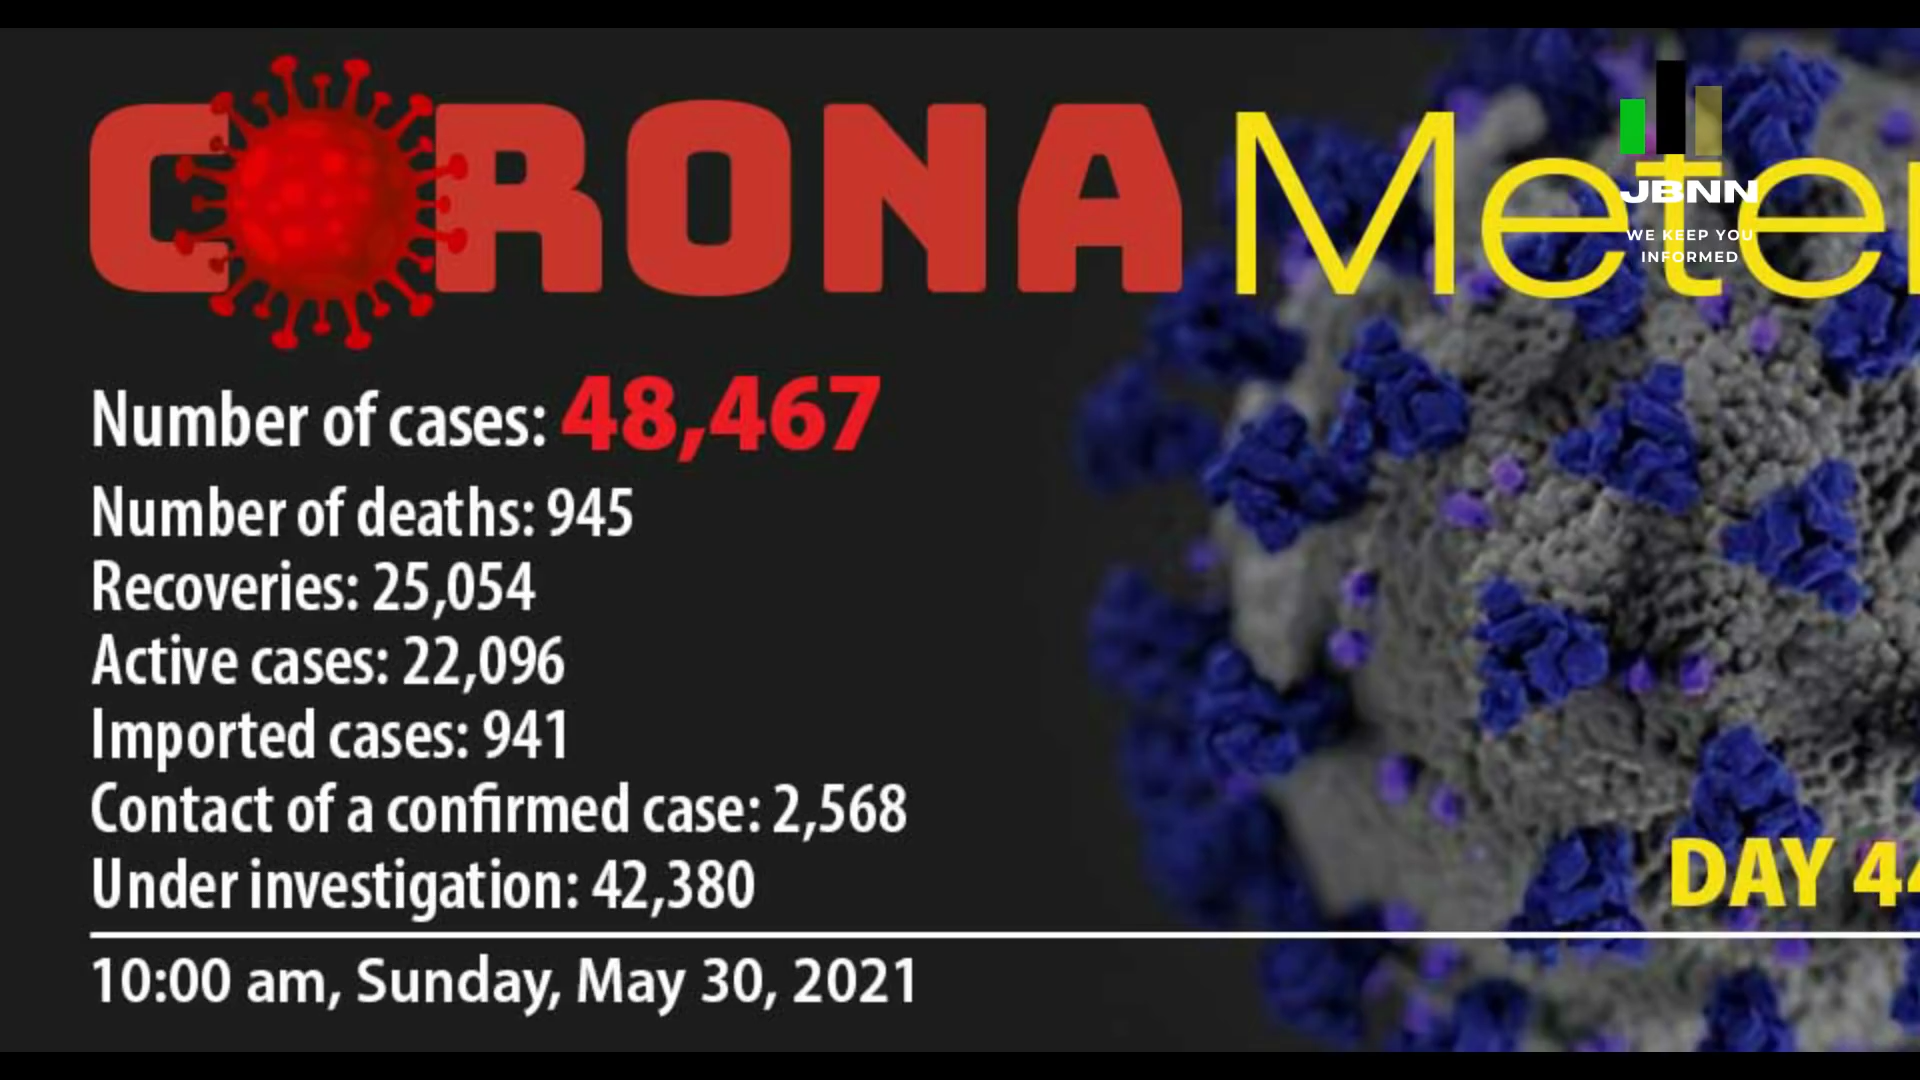 CORONA Meter
JBNN
WE KEEP YOU
INFORMED
Number of cases: 48,467
Number of deaths: 945
Recoveries: 25,054
Active cases: 22,096
Imported cases: 941
Contact of a confirmed case: 2,568
Under investigation: 42,380
DAY 44
10:00 am, Sunday, May 30, 2021